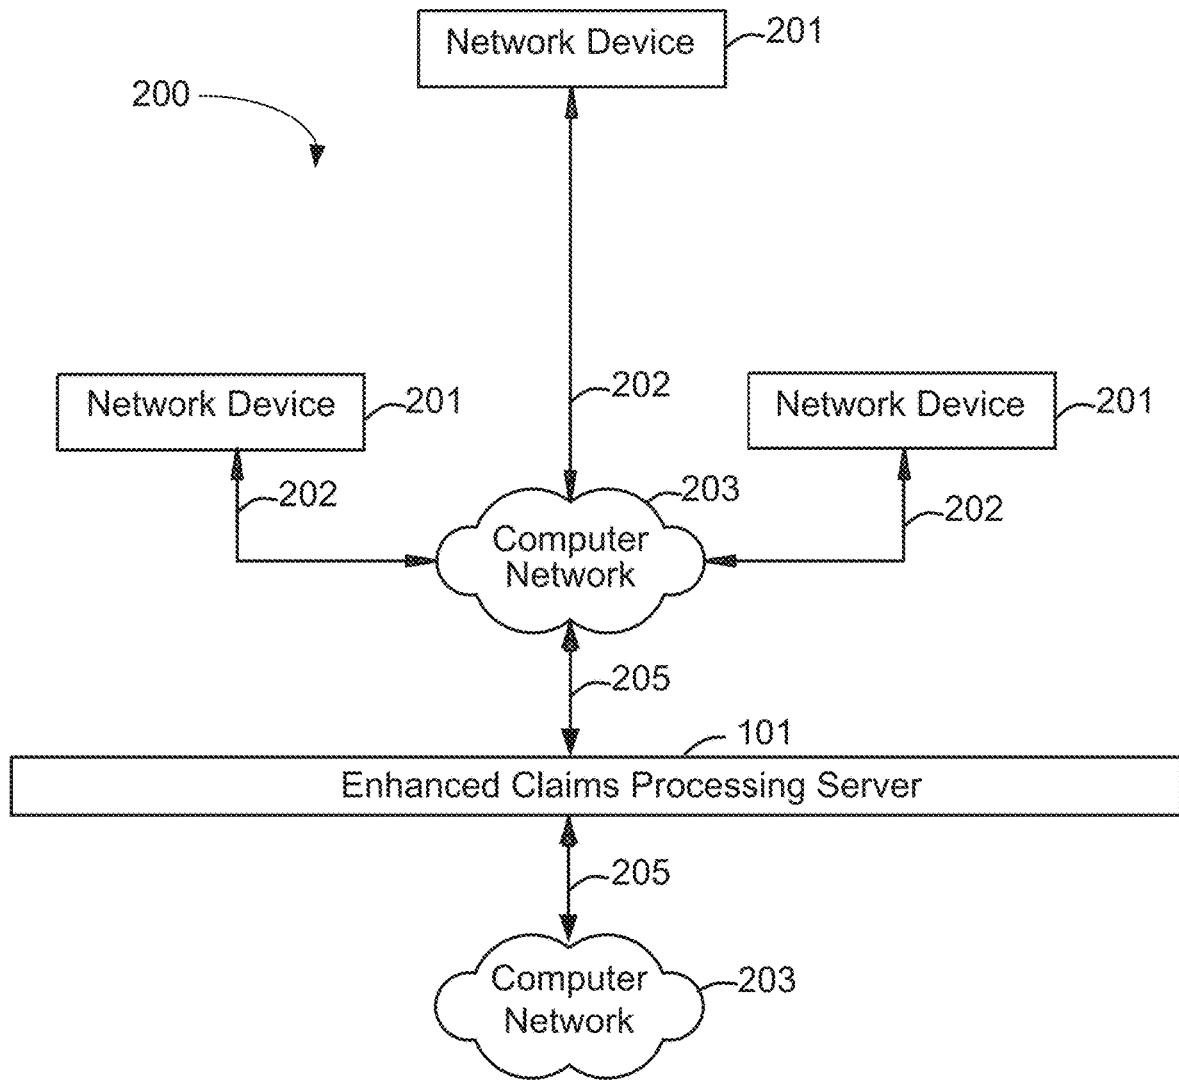 Network Device
201
200
202
Network Device
201
Network Device
201
202
203
202
Computer
Network
205
101
Enhanced Claims Processing Server
205
Computer
Network
203